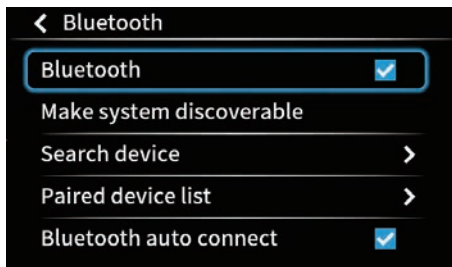 Bluetooth
Bluetooth
Make system discoverable
Search device
Paired device list
Bluetooth auto connect